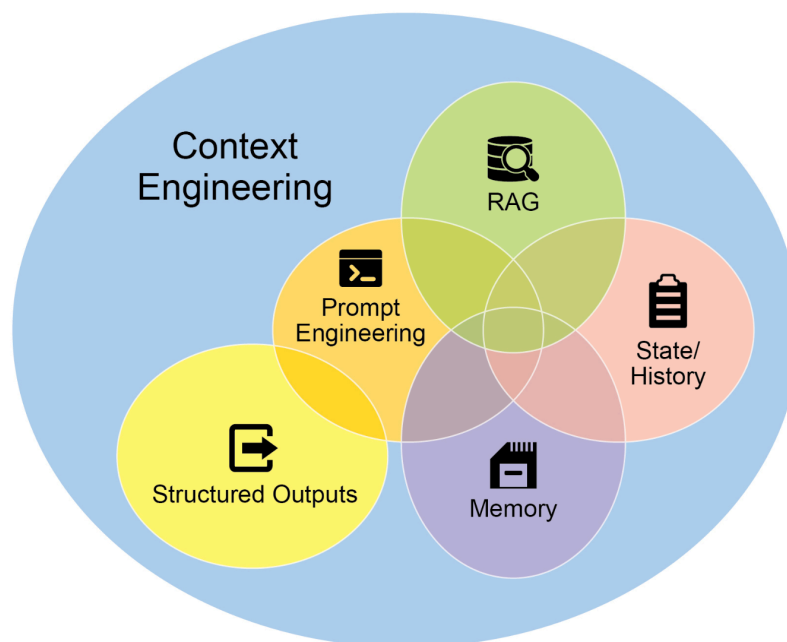 Context
Engineering
RAG
Prompt
Engineering
State/
History
Structured Outputs
Memory